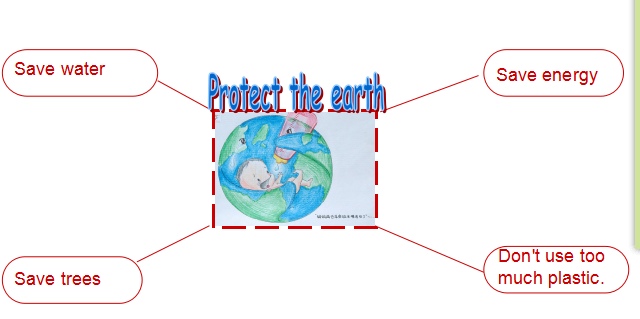 Save water
Save energy
Protect the earth
Save trees
Don't use too
much plastic.